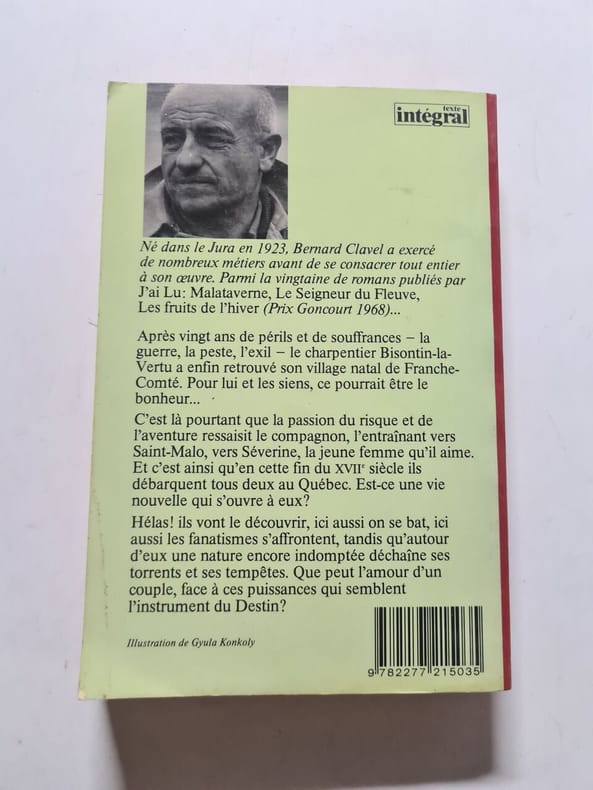 texte
intégral
Né dans le Jura en 1923, Bernard Clavel a exercé
de nombreux métiers avant de se consacrer tout entier
à son œuvre. Parmi la vingtaine de romans publiés par
J'ai Lu: Malataverne, Le Seigneur du Fleuve,
Les fruits de l'hiver (Prix Goncourt 1968)...
Après vingt ans de périls et de souffrances – la
guerre, la peste, l'exil – le charpentier Bisontin-la-
Vertu a enfin retrouvé son village natal de Franche-
Comté. Pour lui et les siens, ce pourrait être le
bonheur...
C'est là pourtant que la passion du risque et de
l'aventure ressaisit le compagnon, l'entraînant vers
Saint-Malo, vers Séverine, la jeune femme qu'il aime.
Et c'est ainsi qu'en cette fin du XVIIe siècle ils
débarquent tous deux au Québec. Est-ce une vie
nouvelle qui s'ouvre à eux?
Hélas! ils vont le découvrir, ici aussi on se bat, ici
aussi les fanatismes s'affrontent, tandis qu'autour
d'eux une nature encore indomptée déchaîne ses
torrents et ses tempêtes. Que peut l'amour d'un
couple, face à ces puissances qui semblent
l'instrument du Destin?
Illustration de Gyula Konkoly
9 782277 215035